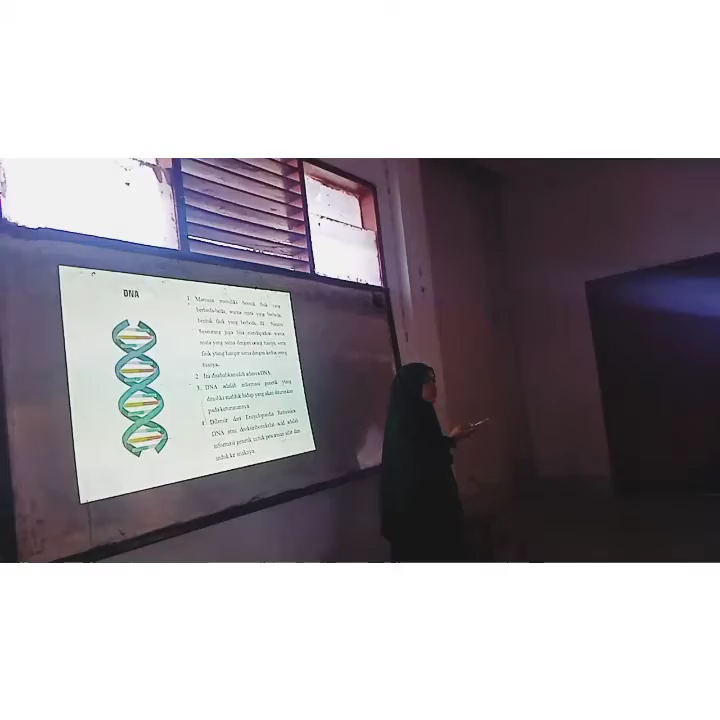 DNA
1. Manusia memiliki bentuk fisik yang
berbeda-beda, warna mata yang berbeda,
bentuk fisik yang berbeda, dll. Namun
Seseorang juga bisa mendapatkan warna
mata yang sama dengan orang tuanya, serta
fisik yang hampir sama dengan kedua orang
tuanya.
2. Itu disebabkan oleh adanya DNA.
3. DNA adalah informasi genetik yang
dimiliki makhluk hidup yang akan diturunkan
pada keturunannya
4. Dilansir dari Encyclopaedia Britannica,
DNA atau acid adalah
informasi genetik untuk pewarisan sifat dari
induk ke anaknya.